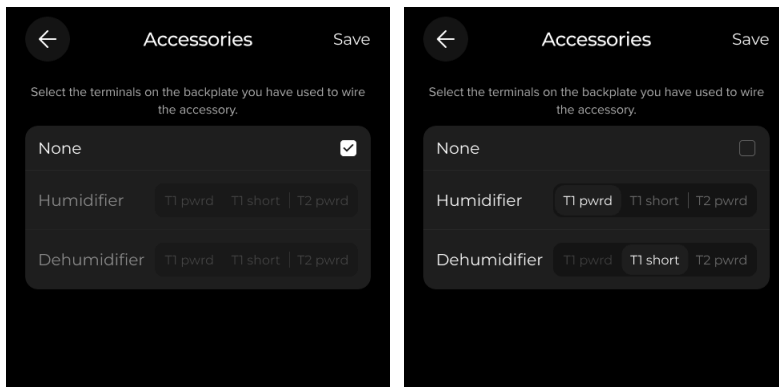 Accessories Save
Select the terminals on the backplate you have used to wire
the accessory.
None
Humidifier T1 pwrd T1 short T2 pwrd
Dehumidifier T1 pwrd T1 short T2 pwrd
Accessories Save
Select the terminals on the backplate you have used to wire
the accessory.
None
Humidifier T1 pwrd T1 short T2 pwrd
Dehumidifier T1 pwrd T1 short T2 pwrd